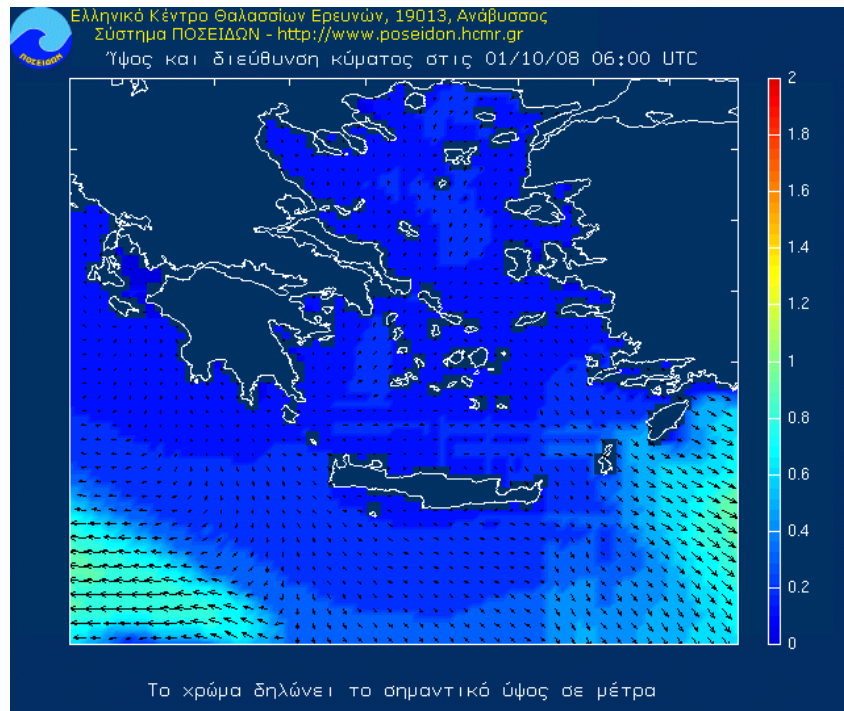 Ελληνικό Κέντρο Θαλασσίων Ερευνών, 19013, Ανάβυσσος
Σύστημα ΠΟΣΕΙΔΩΝ - http://www.poseidon.hcmr.gr
Ύψος και διεύθυνση κύματος στις 01/10/08 06:00 UTC
ΠΟΣΕΙΔΩΝ
2
1.8
1.6
1.4
1.2
1
0.8
0.6
0.4
0.2
0
Το χρώμα δηλώνει το σημαντικό ύψος σε μέτρα